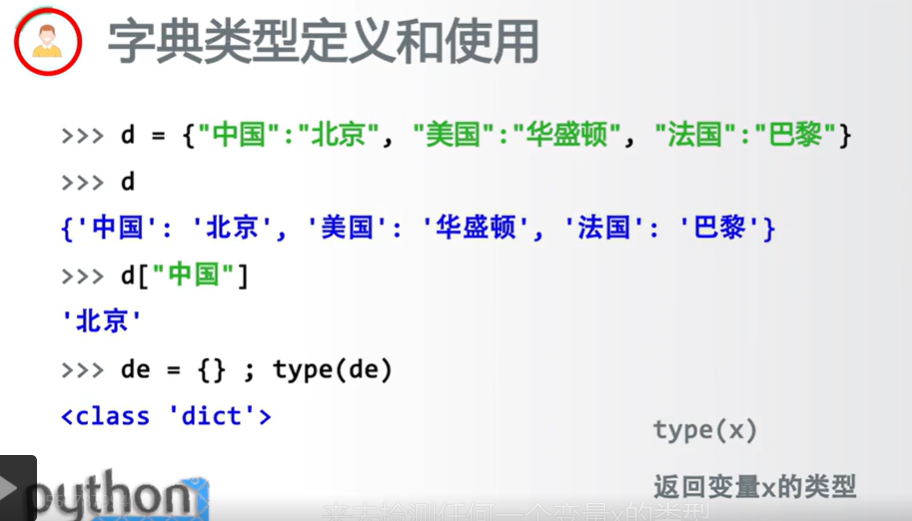 字典类型定义和使用
>>> d = {"中国":"北京", "美国":"华盛顿", "法国":"巴黎"}
>>> d
{'中国': '北京', '美国': '华盛顿', '法国': '巴黎'}
>>> d["中国"]
'北京'
>>> de = {} ; type(de)
<class 'dict'>
type(x)
返回变量x的类型
python
来去检测任何一个变量x的类型